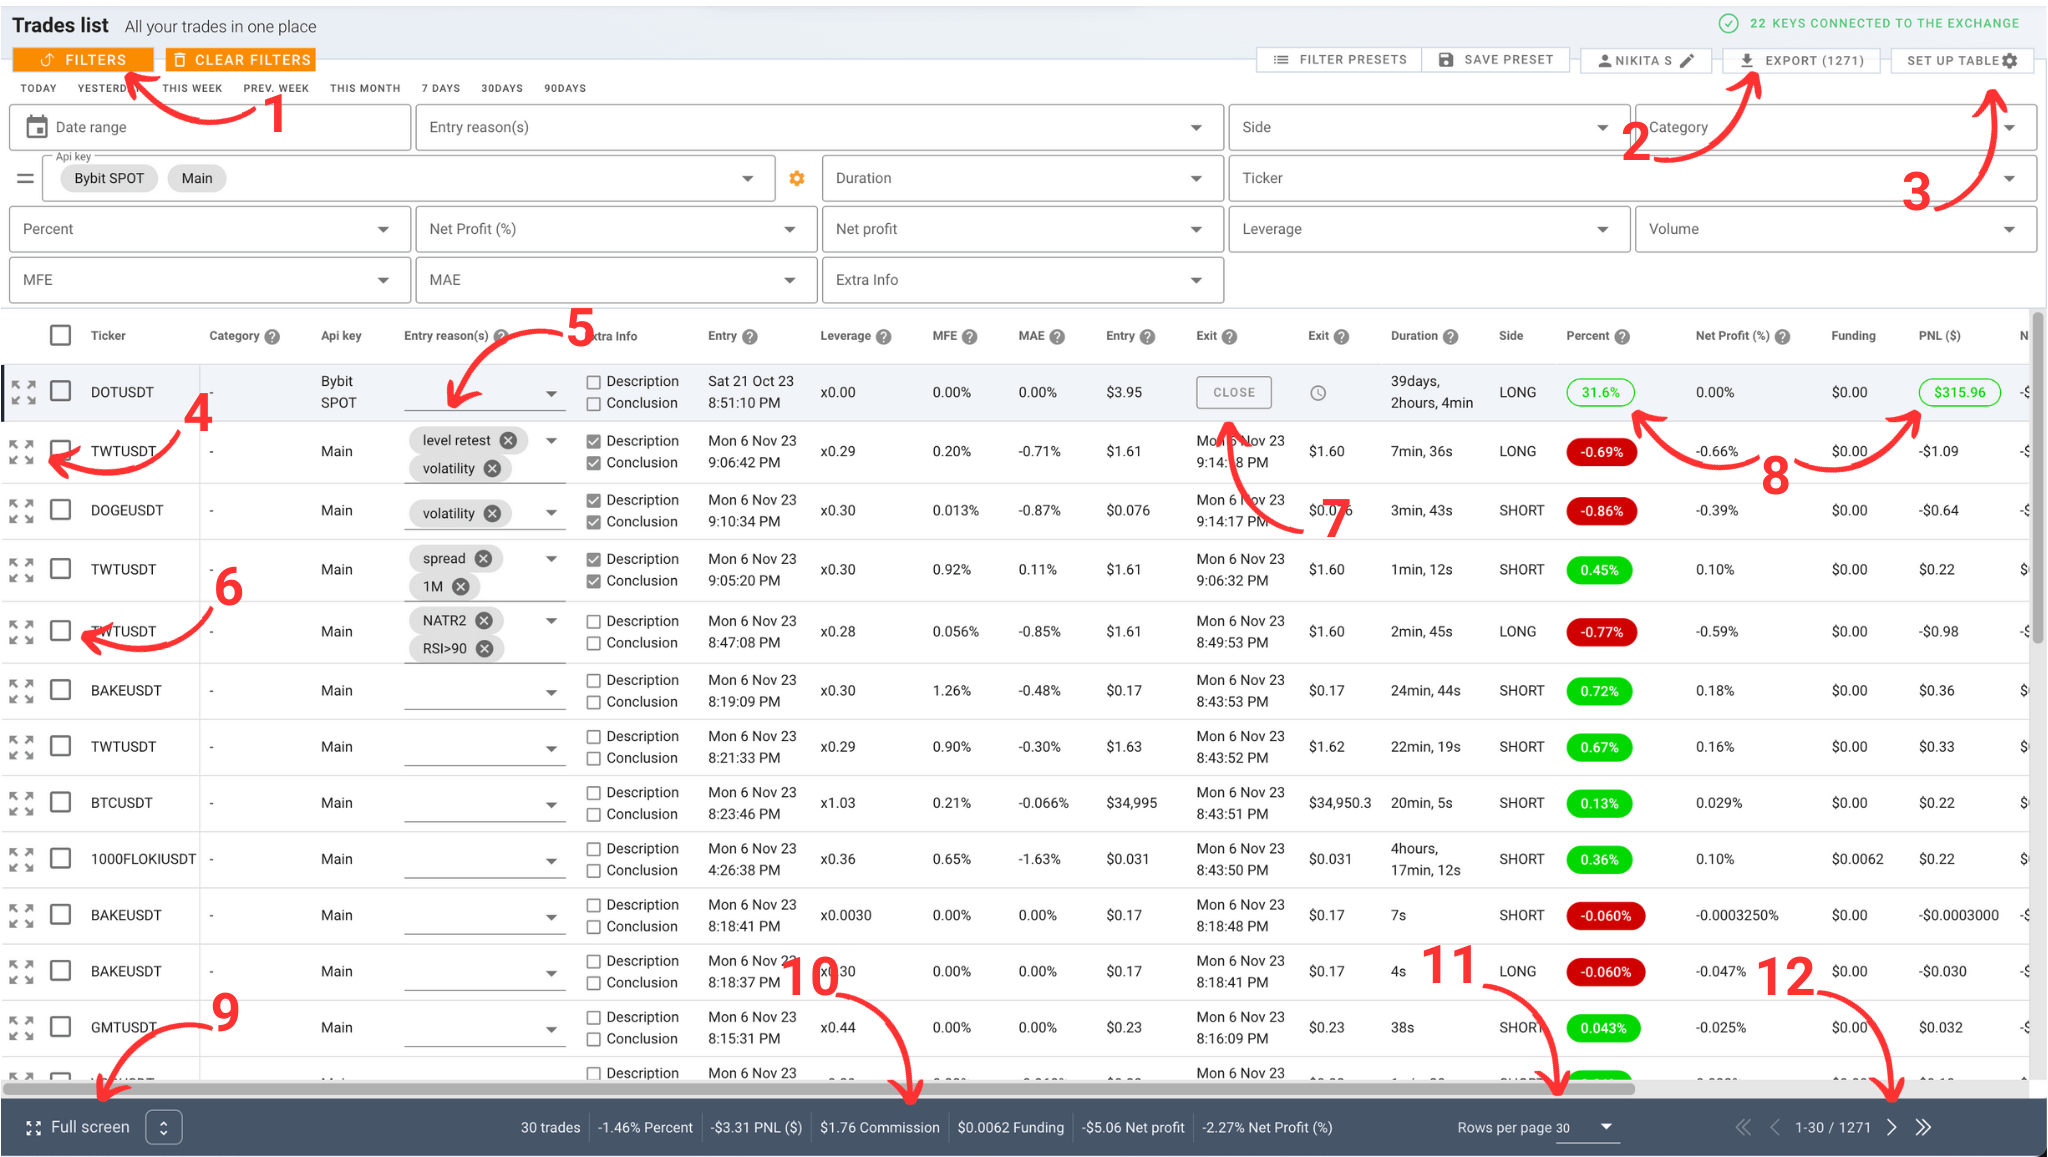 Trades list All your trades in one place
22 KEYS CONNECTED TO THE EXCHANGE
FILTERS CLEAR FILTERS FILTER PRESETS SAVE PRESET NIKITA S EXPORT (1271) SET UP TABLE
TODAY YESTERDAY THIS WEEK PREV. WEEK THIS MONTH 7 DAYS 30DAYS 90DAYS
1
Date range Entry reason(s) Side Category
2
Api key
Bybit SPOT Main Duration Ticker
3
Percent Net Profit (%) Net profit Leverage Volume
MFE MAE Extra Info
5
Ticker Category Api key Entry reason(s) Extra Info Entry Leverage MFE MAE Entry Exit Exit Duration Side Percent Net Profit (%) Funding PNL ($) N
DOTUSDT - Bybit SPOT Description Conclusion Sat 21 Oct 23 8:51:10 PM x0.00 0.00% 0.00% $3.95 CLOSE 39days, 2hours, 4min LONG 31.6% 0.00% $0.00 $315.96 -$
4
TWTUSDT - Main level retest volatility Description Conclusion Mon 6 Nov 23 9:06:42 PM x0.29 0.20% -0.71% $1.61 Mon 6 Nov 23 $1.60 7min, 36s LONG -0.69% -0.66% $0.00 -$1.09 -$
8
7
DOGEUSDT - Main volatility Description Conclusion Mon 6 Nov 23 9:10:34 PM x0.30 0.013% -0.87% $0.076 Mon 6 Nov 23 9:14:17 PM $0.076 3min, 43s SHORT -0.86% -0.39% $0.00 -$0.64 -$
TWTUSDT - Main spread 1M Description Conclusion Mon 6 Nov 23 9:05:20 PM x0.30 0.92% 0.11% $1.61 Mon 6 Nov 23 9:06:32 PM $1.60 1min, 12s SHORT 0.45% 0.10% $0.00 $0.22 $
6
TWTUSDT - Main NATR2 RSI>90 Description Conclusion Mon 6 Nov 23 8:47:08 PM x0.28 0.056% -0.85% $1.61 Mon 6 Nov 23 8:49:53 PM $1.60 2min, 45s LONG -0.77% -0.59% $0.00 -$0.98 -$
BAKEUSDT - Main Description Conclusion Mon 6 Nov 23 8:19:09 PM x0.30 1.26% -0.48% $0.17 Mon 6 Nov 23 8:43:53 PM $0.17 24min, 44s SHORT 0.72% 0.18% $0.00 $0.36 $
TWTUSDT - Main Description Conclusion Mon 6 Nov 23 8:21:33 PM x0.29 0.90% -0.30% $1.63 Mon 6 Nov 23 8:43:52 PM $1.62 22min, 19s SHORT 0.67% 0.16% $0.00 $0.33 $
BTCUSDT - Main Description Conclusion Mon 6 Nov 23 8:23:46 PM x1.03 0.21% -0.066% $34,995 Mon 6 Nov 23 8:43:51 PM $34,950.3 20min, 5s SHORT 0.13% 0.029% $0.00 $0.22 $
1000FLOKIUSDT - Main Description Conclusion Mon 6 Nov 23 4:26:38 PM x0.36 0.65% -1.63% $0.031 Mon 6 Nov 23 8:43:50 PM $0.031 4hours, 17min, 12s SHORT 0.36% 0.10% $0.0062 $0.22 $
BAKEUSDT - Main Description Conclusion Mon 6 Nov 23 8:18:41 PM x0.0030 0.00% 0.00% $0.17 Mon 6 Nov 23 8:18:48 PM $0.17 7s SHORT -0.060% -0.0003250% $0.00 -$0.0003000 -$
BAKEUSDT - Main Description Conclusion Mon 6 Nov 23 8:18:37 PM x0.30 0.00% 0.00% $0.17 Mon 6 Nov 23 8:18:41 PM $0.17 4s LONG -0.060% -0.047% $0.00 -$0.030 -$
10 11 12
9
GMTUSDT - Main Description Conclusion Mon 6 Nov 23 8:15:31 PM x0.44 0.00% 0.00% $0.23 Mon 6 Nov 23 8:16:09 PM $0.23 38s SHORT 0.043% -0.025% $0.00 $0.032 -$
Description Mon 6 Nov 23 Mon 6 Nov 23
Full screen 30 trades -1.46% Percent -$3.31 PNL ($) $1.76 Commission $0.0062 Funding -$5.06 Net profit -2.27% Net Profit (%) Rows per page 30 1-30 / 1271